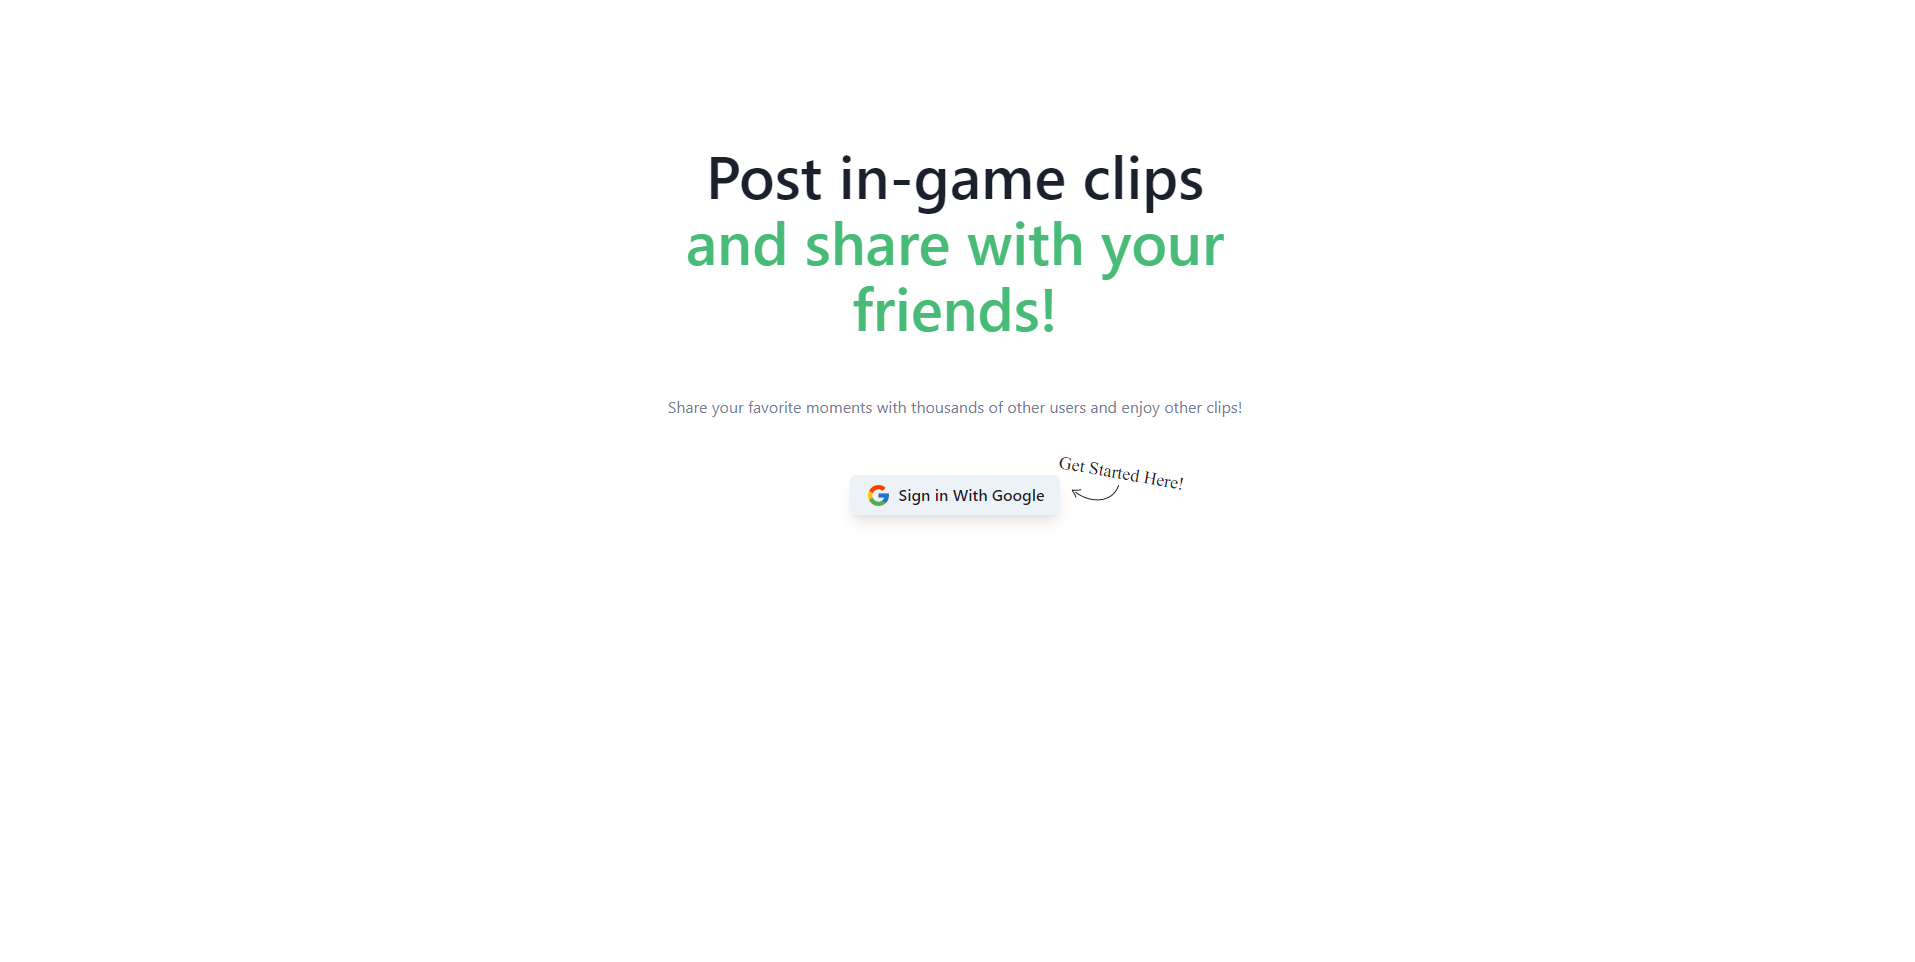 Post in-game clips
and share with your
friends!
Share your favorite moments with thousands of other users and enjoy other clips!
Get Started Here!
Sign in With Google